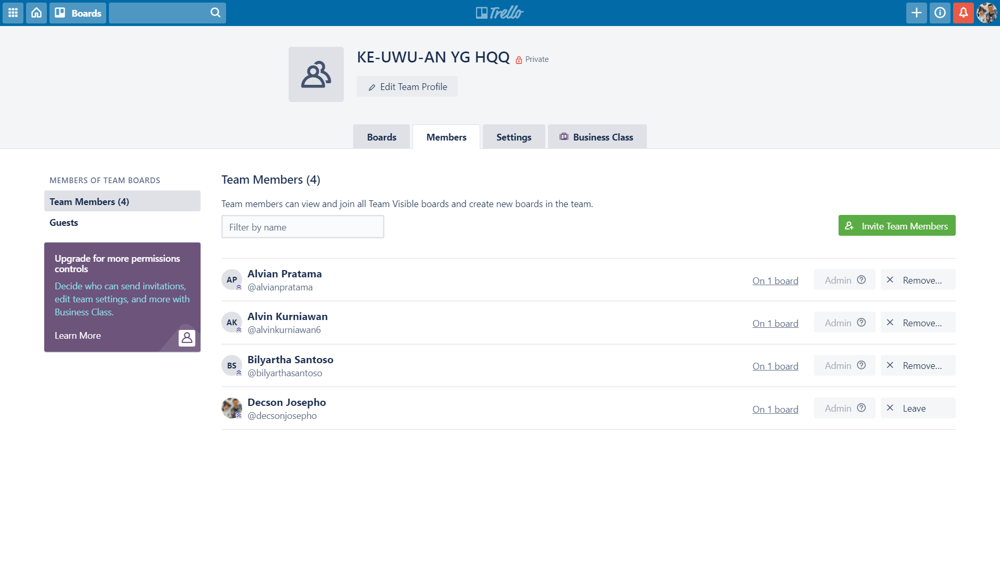 Boards
Trello
KE-UWU-AN YG HQQ Private
Edit Team Profile
Boards Members Settings Business Class
MEMBERS OF TEAM BOARDS
Team Members (4)
Guests
Upgrade for more permissions
controls
Decide who can send invitations,
edit team settings, and more with
Business Class.
Learn More
Team Members (4)
Team members can view and join all Team Visible boards and create new boards in the team.
Filter by name
Invite Team Members
AP Alvian Pratama
@alvianpratama
On 1 board Admin Remove...
AK Alvin Kurniawan
@alvinkurniawan6
On 1 board Admin Remove...
BS Bilyartha Santoso
@bilyarthasantoso
On 1 board Admin Remove...
Decson Josepho
@decsonjosepho
On 1 board Admin Leave